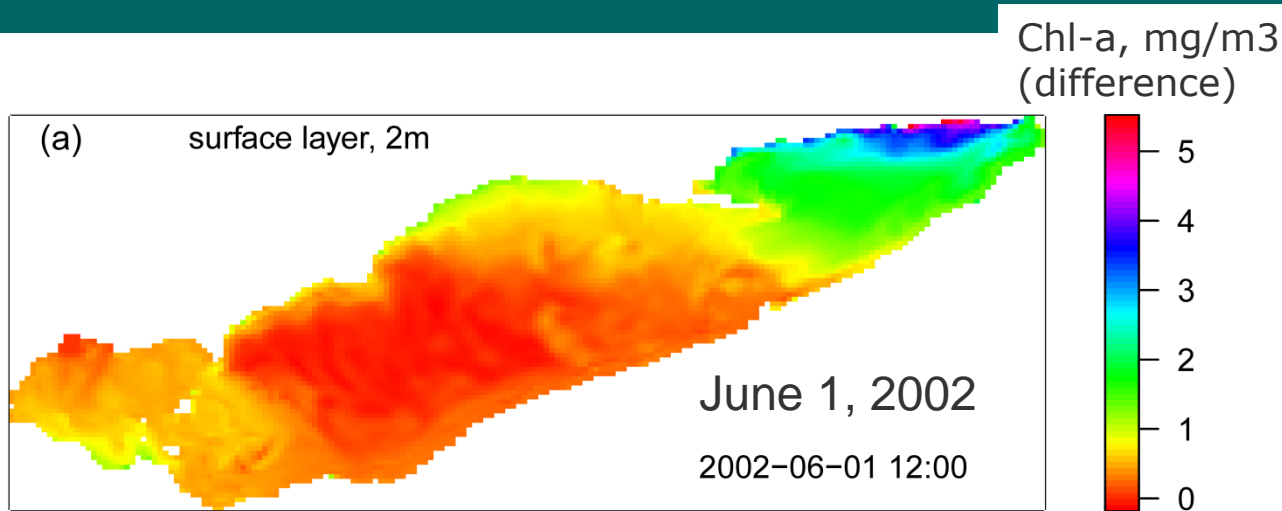 Chl-a, mg/m3
(difference)
(a) surface layer, 2m
5
4
3
2
1
0
June 1, 2002
2002−06−01 12:00